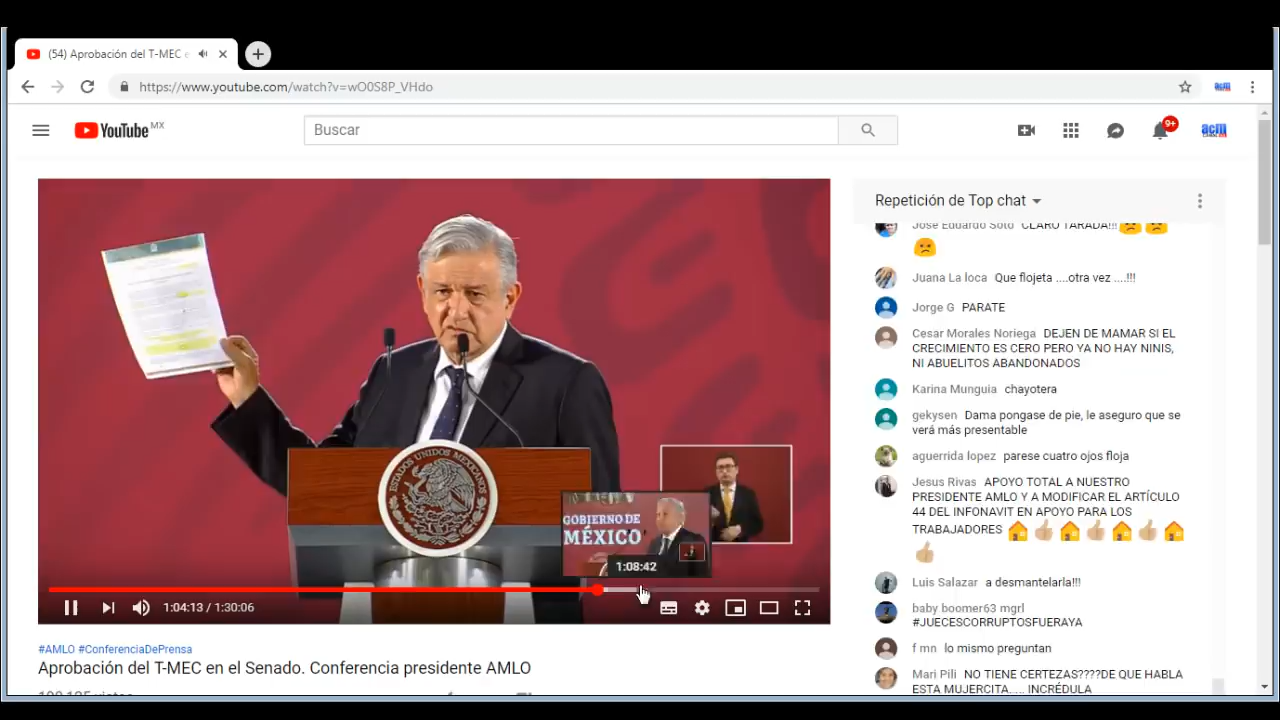 (54) Aprobación del T-MEC e
https://www.youtube.com/watch?v=wO0S8P_VHdo
YouTube MX
Buscar
9+
acm
Repetición de Top chat
Jose Eduardo Soto CLARO TARADA!!!
Juana La loca Que flojeta ....otra vez ....!!!
Jorge G PARATE
Cesar Morales Noriega DEJEN DE MAMAR SI EL
CRECIMIENTO ES CERO PERO YA NO HAY NINIS,
NI ABUELITOS ABANDONADOS
Karina Munguia chayotera
gekysen Dama pongase de pie, le aseguro que se
verá más presentable
aguerrida lopez parese cuatro ojos floja
Jesus Rivas APOYO TOTAL A NUESTRO
PRESIDENTE AMLO Y A MODIFICAR EL ARTÍCULO
44 DEL INFONAVIT EN APOYO PARA LOS
TRABAJADORES
Luis Salazar a desmantelarla!!!
baby boomer63 mgrl
#JUECESCORRUPTOSFUERAYA
f mn lo mismo preguntan
Mari Pili NO TIENE CERTEZAS????DE QUE HABLA
ESTA MUJERCITA..... INCRÉDULA
ESTADOS UNIDOS MEXICANOS
GOBIERNO DE
MÉXICO
1:08:42
1:04:13 / 1:30:06
#AMLO #ConferenciaDePrensa
Aprobación del T-MEC en el Senado. Conferencia presidente AMLO